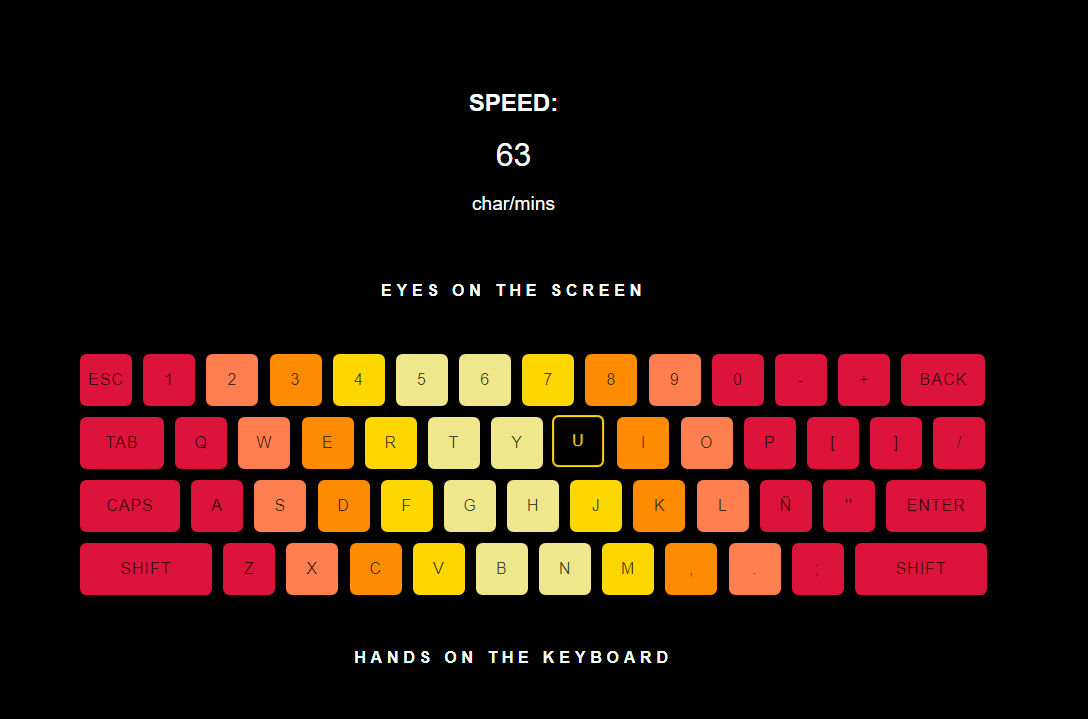 SPEED:
63
char/mins
EYES ON THE SCREEN
ESC 1 2 3 4 5 6 7 8 9 0 - + BACK
TAB Q W E R T Y U I O P [ ] /
CAPS A S D F G H J K L Ñ " ENTER
SHIFT Z X C V B N M , . ; SHIFT
HANDS ON THE KEYBOARD